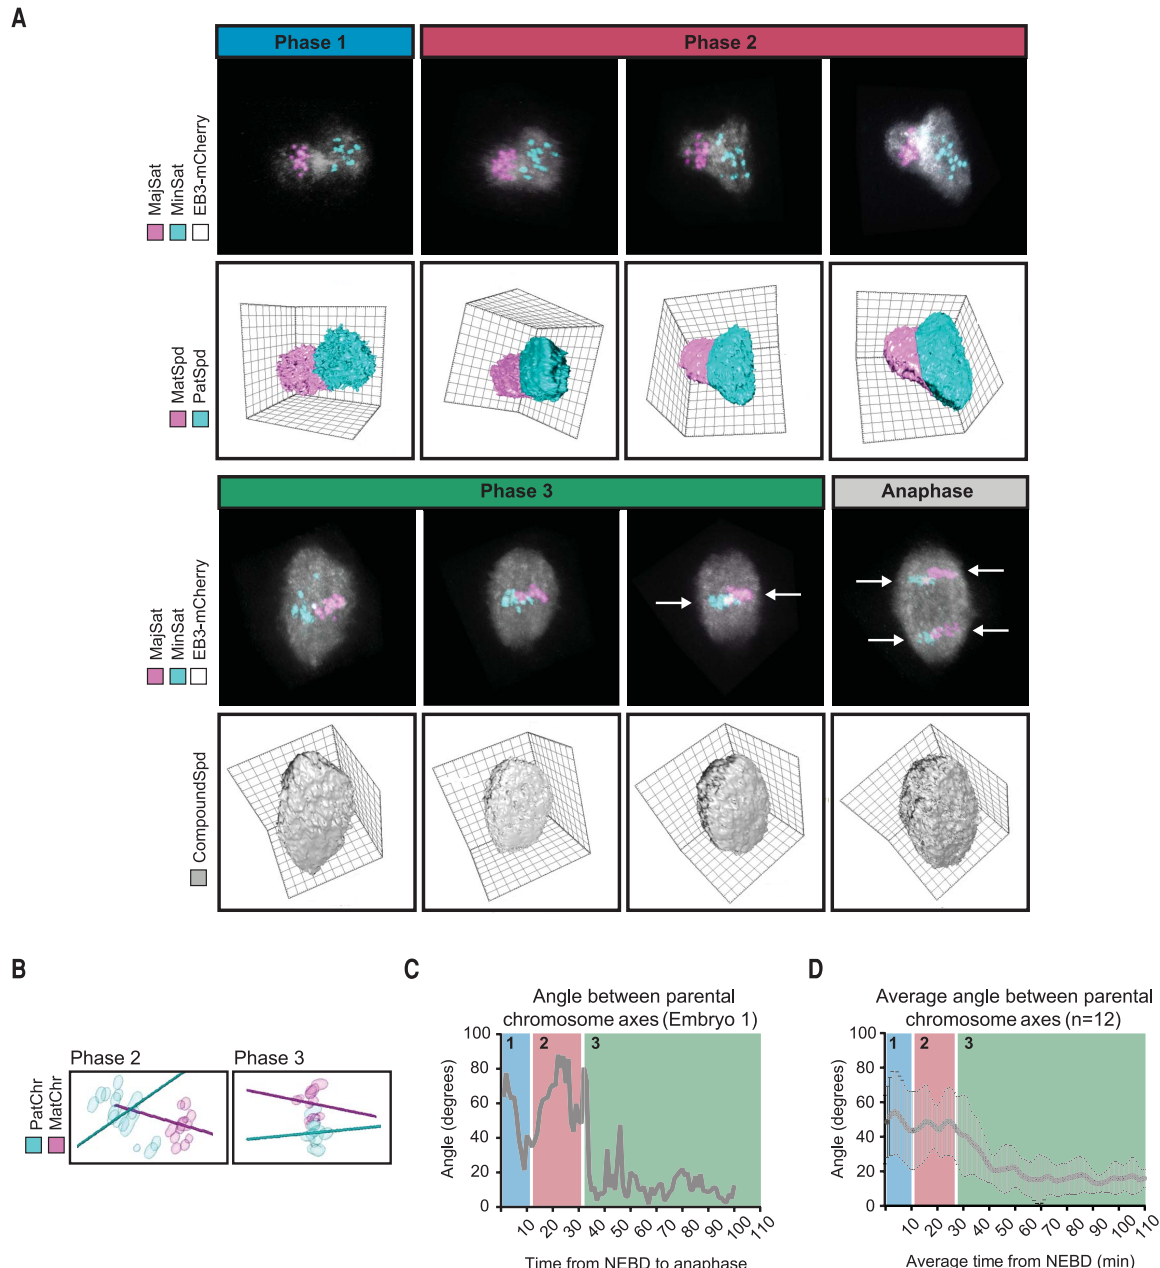 A
Phase 1
Phase 2
MajSat
MinSat
EB3-mCherry
MatSpd
PatSpd
Phase 3
Anaphase
MajSat
MinSat
EB3-mCherry
CompoundSpd
B
Phase 2
Phase 3
PatChr
MatChr
C
Angle between parental
chromosome axes (Embryo 1)
Angle (degrees)
100
80
60
40
20
0
1
2
3
10 20 30 40 50 60 70 80 90 100 110
Time from NEBD to anaphase
D
Average angle between parental
chromosome axes (n=12)
Angle (degrees)
100
80
60
40
20
0
1
2
3
10 20 30 40 50 60 70 80 90 100 110
Average time from NEBD (min)